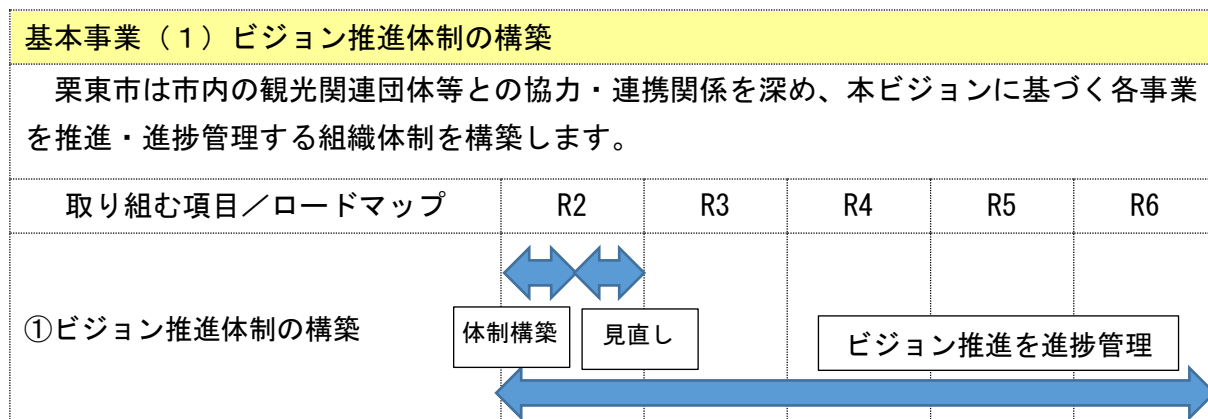 基本事業（１）ビジョン推進体制の構築
　栗東市は市内の観光関連団体等との協力・連携関係を深め、本ビジョンに基づく各事業
を推進・進捗管理する組織体制を構築します。
取り組む項目／ロードマップ R2 R3 R4 R5 R6
①ビジョン推進体制の構築 体制構築 見直し ビジョン推進を進捗管理